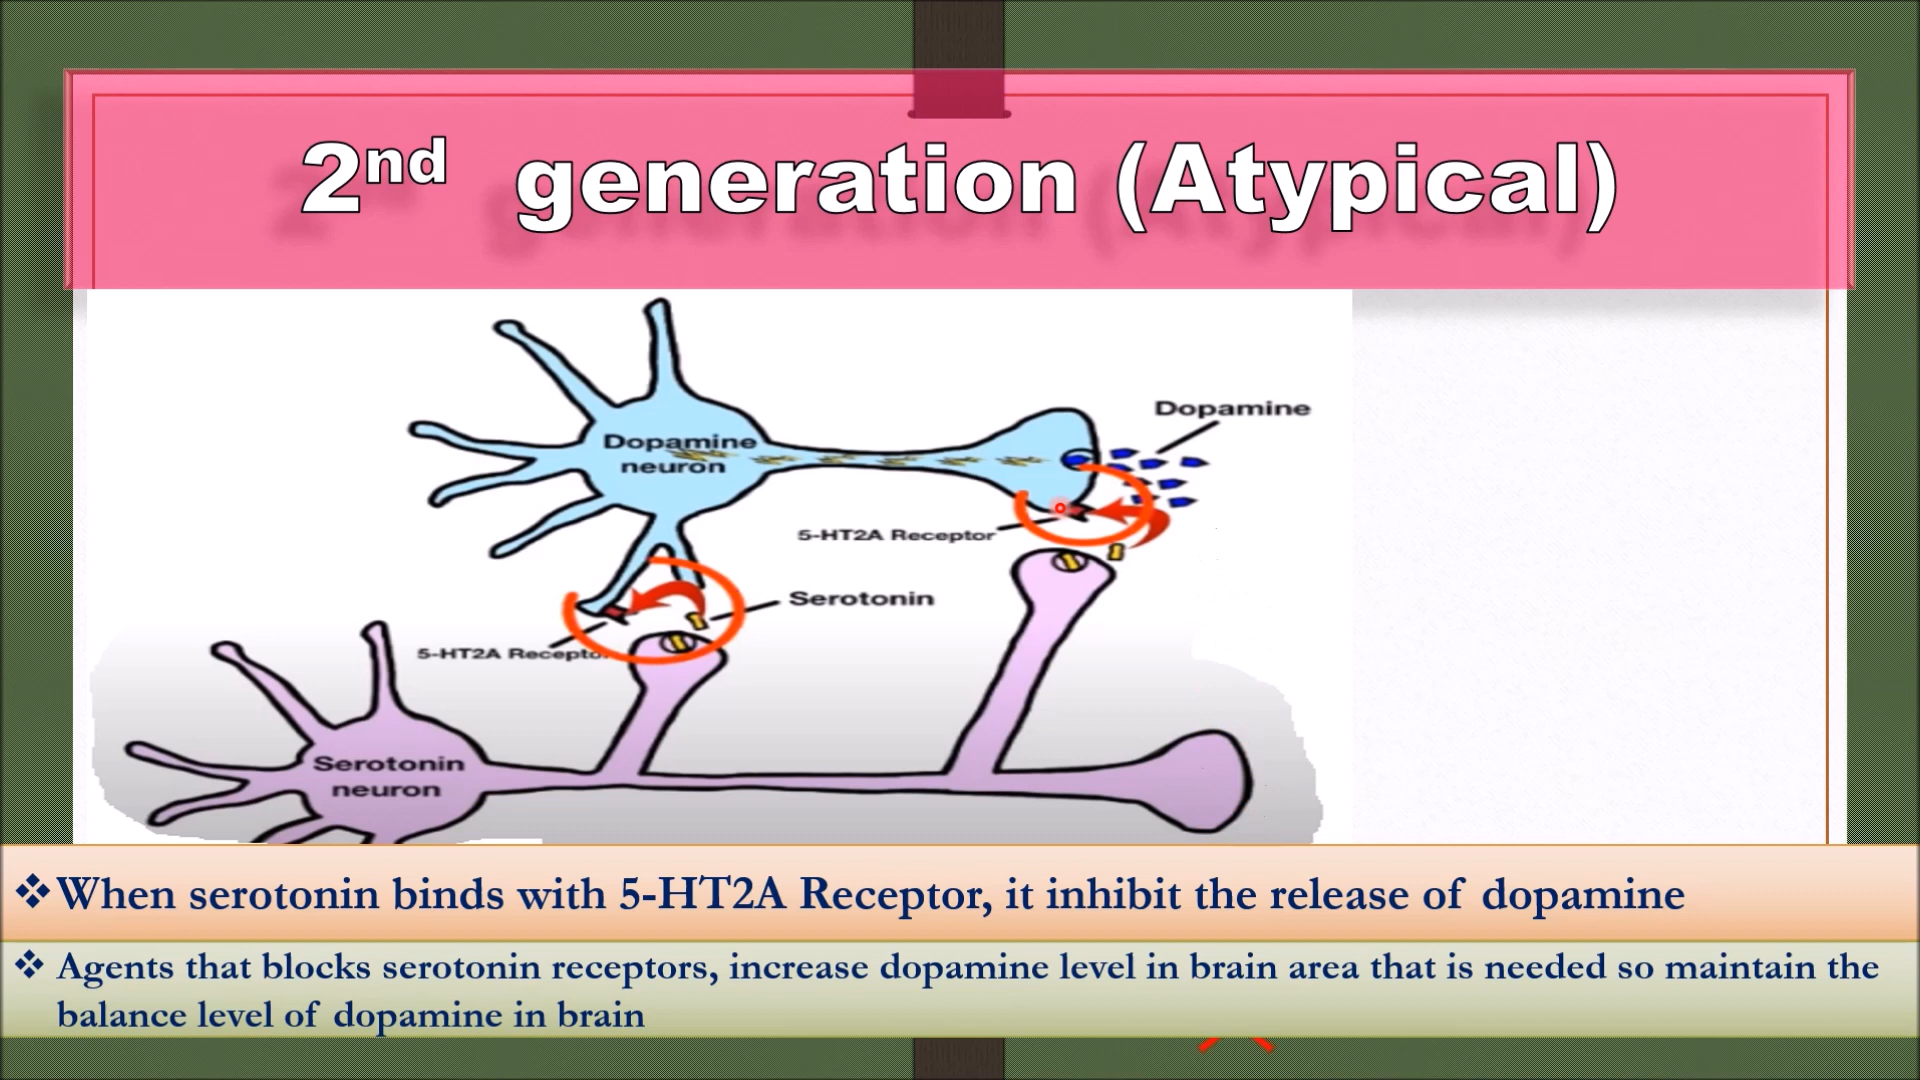 2nd generation (Atypical)
Dopamine
Dopamine
neuron
5-HT2A Receptor
Serotonin
5-HT2A Recepto
Serotonin
neuron
❖When serotonin binds with 5-HT2A Receptor, it inhibit the release of dopamine
❖ Agents that blocks serotonin receptors, increase dopamine level in brain area that is needed so maintain the
balance level of dopamine in brain